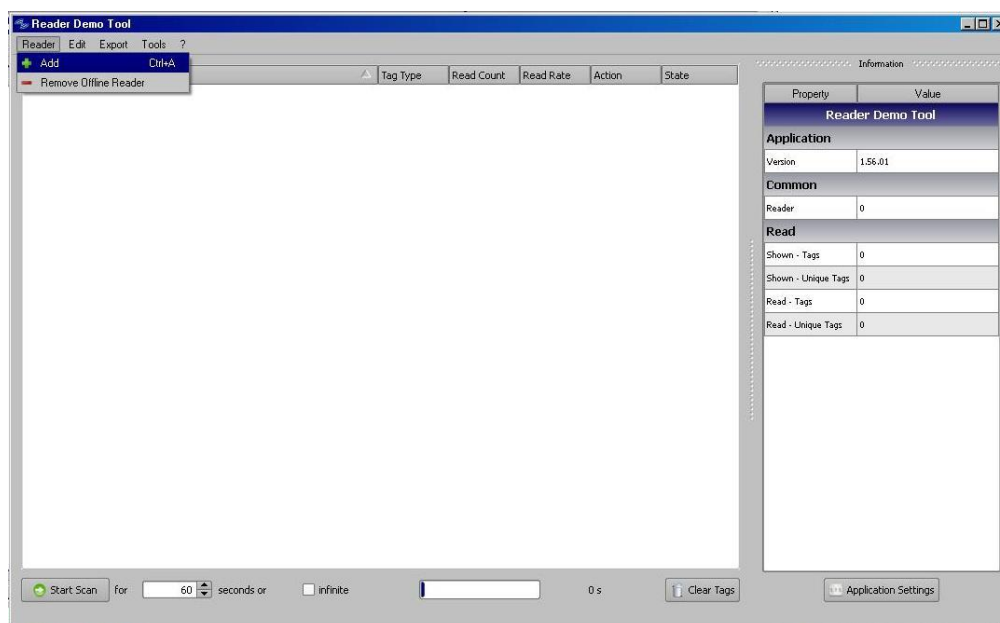 Reader Demo Tool
Reader Edit Export Tools ?
Add Ctrl+A
Remove Offline Reader
Tag Type Read Count Read Rate Action State
Information
Property Value
Reader Demo Tool
Application
Version 1.56.01
Common
Reader 0
Read
Shown - Tags 0
Shown - Unique Tags 0
Read - Tags 0
Read - Unique Tags 0
Start Scan for 60 seconds or infinite 0 s Clear Tags Application Settings